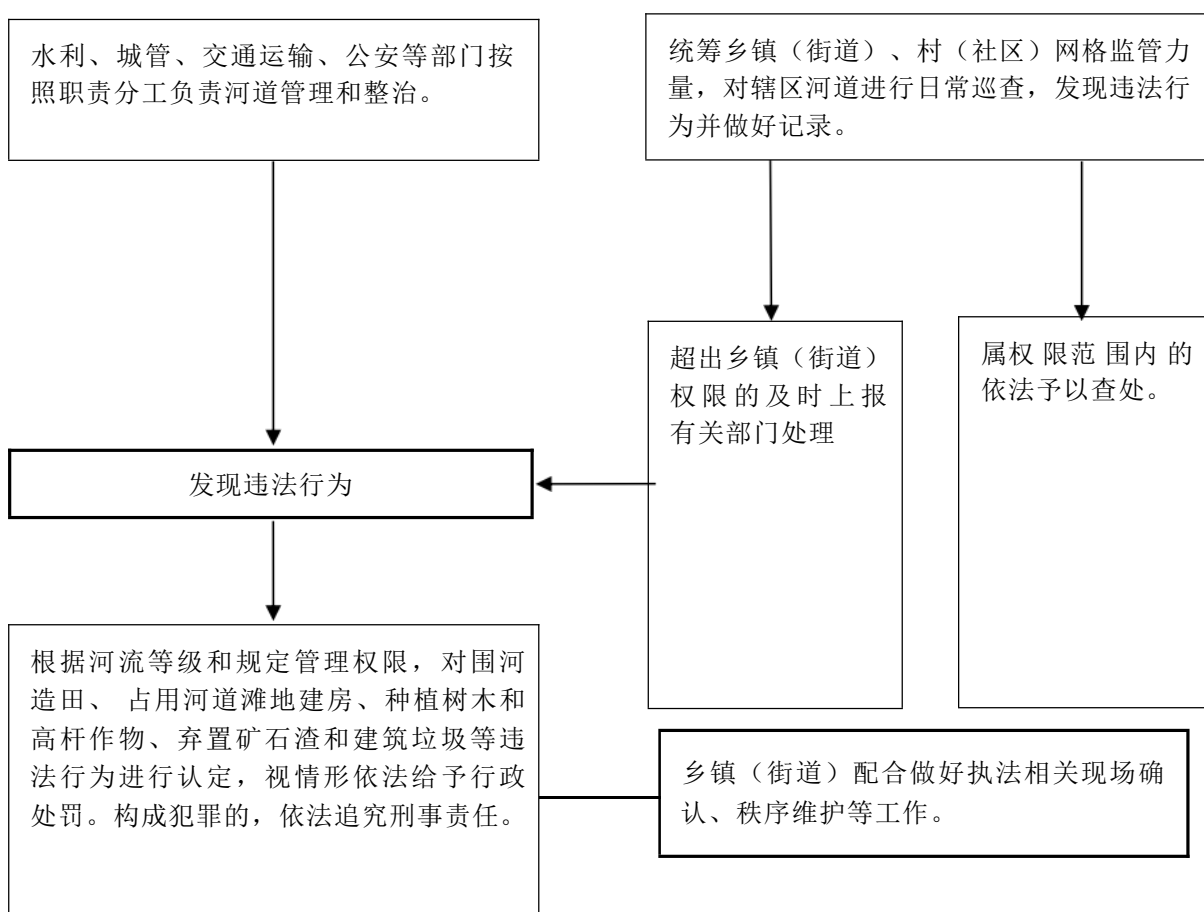 水利、城管、交通运输、公安等部门按
照职责分工负责河道管理和整治。
统筹乡镇（街道）、村（社区）网格监管力
量，对辖区河道进行日常巡查，发现违法行
为并做好记录。
超出乡镇（街道）
权限的及时上报
有关部门处理
属权限范围内的
依法予以查处。
发现违法行为
根据河流等级和规定管理权限，对围河
造田、 占用河道滩地建房、种植树木和
高杆作物、弃置矿石渣和建筑垃圾等违
法行为进行认定，视情形依法给予行政
处罚。构成犯罪的，依法追究刑事责任。
乡镇（街道）配合做好执法相关现场确
认、秩序维护等工作。